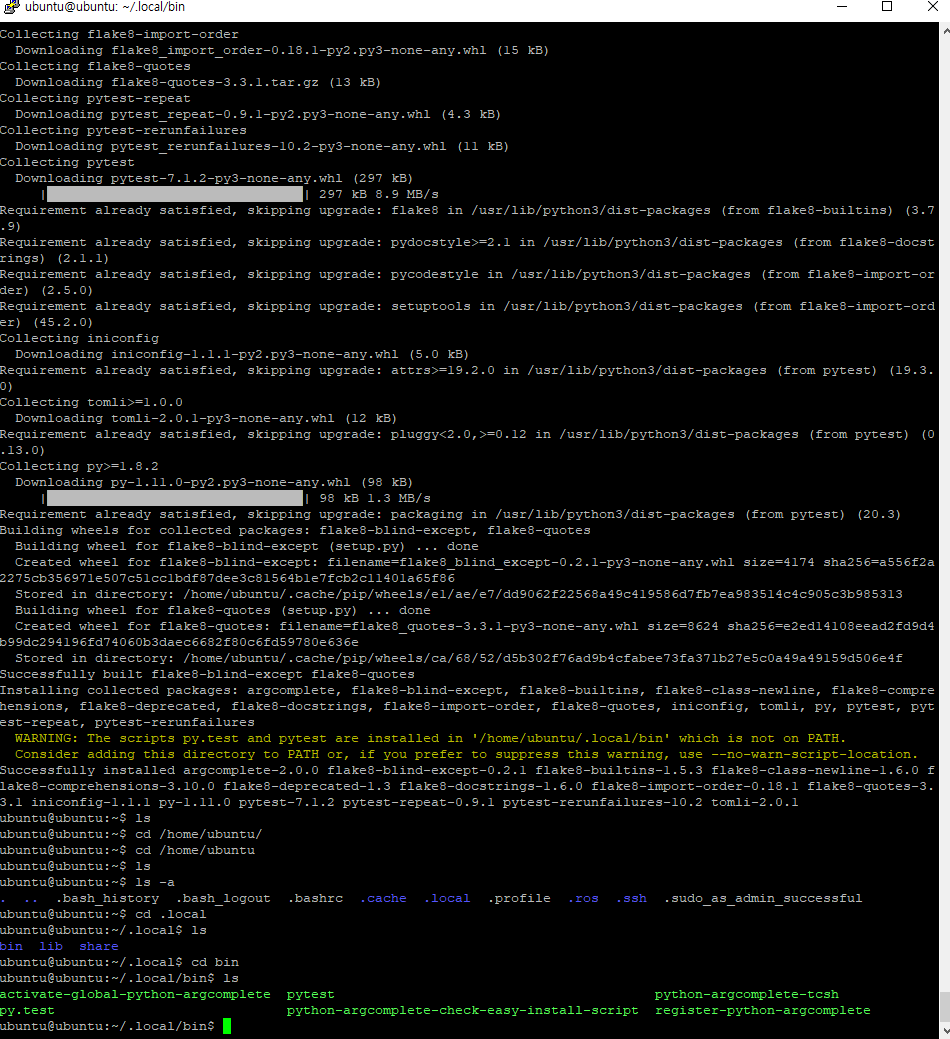 ubuntu@ubuntu: ~/.local/bin
Collecting flake8-import-order
  Downloading flake8_import_order-0.18.1-py2.py3-none-any.whl (15 kB)
Collecting flake8-quotes
  Downloading flake8-quotes-3.3.1.tar.gz (13 kB)
Collecting pytest-repeat
  Downloading pytest_repeat-0.9.1-py2.py3-none-any.whl (4.3 kB)
Collecting pytest-rerunfailures
  Downloading pytest_rerunfailures-10.2-py3-none-any.whl (11 kB)
Collecting pytest
  Downloading pytest-7.1.2-py3-none-any.whl (297 kB)
     |████████████████████████████████| 297 kB 8.9 MB/s
Requirement already satisfied, skipping upgrade: flake8 in /usr/lib/python3/dist-packages (from flake8-builtins) (3.7
.9)
Requirement already satisfied, skipping upgrade: pydocstyle>=2.1 in /usr/lib/python3/dist-packages (from flake8-docst
rings) (2.1.1)
Requirement already satisfied, skipping upgrade: pycodestyle in /usr/lib/python3/dist-packages (from flake8-import-or
der) (2.5.0)
Requirement already satisfied, skipping upgrade: setuptools in /usr/lib/python3/dist-packages (from flake8-import-ord
er) (45.2.0)
Collecting iniconfig
  Downloading iniconfig-1.1.1-py2.py3-none-any.whl (5.0 kB)
Requirement already satisfied, skipping upgrade: attrs>=19.2.0 in /usr/lib/python3/dist-packages (from pytest) (19.3.
0)
Collecting tomli>=1.0.0
  Downloading tomli-2.0.1-py3-none-any.whl (12 kB)
Requirement already satisfied, skipping upgrade: pluggy<2.0,>=0.12 in /usr/lib/python3/dist-packages (from pytest) (0
.13.0)
Collecting py>=1.8.2
  Downloading py-1.11.0-py2.py3-none-any.whl (98 kB)
     |████████████████████████████████| 98 kB 1.3 MB/s
Requirement already satisfied, skipping upgrade: packaging in /usr/lib/python3/dist-packages (from pytest) (20.3)
Building wheels for collected packages: flake8-blind-except, flake8-quotes
  Building wheel for flake8-blind-except (setup.py) ... done
  Created wheel for flake8-blind-except: filename=flake8_blind_except-0.2.1-py3-none-any.whl size=4174 sha256=a556f2a
2275cb356971e507c51cc1bdf87dee3c81564b1e7fcb2c11401a65f86
  Stored in directory: /home/ubuntu/.cache/pip/wheels/e1/ae/e7/dd9062f22568a49c419586d7fb7ea983514c4c905c3b985313
  Building wheel for flake8-quotes (setup.py) ... done
  Created wheel for flake8-quotes: filename=flake8_quotes-3.3.1-py3-none-any.whl size=8624 sha256=e2ed14108eead2fd9d4
b99dc294196fd74060b3daec6682f80c6fd59780e636e
  Stored in directory: /home/ubuntu/.cache/pip/wheels/ca/68/52/d5b302f76ad9b4cfabee73fa371b27e5c0a49a49159d506e4f
Successfully built flake8-blind-except flake8-quotes
Installing collected packages: argcomplete, flake8-blind-except, flake8-builtins, flake8-class-newline, flake8-compre
hensions, flake8-deprecated, flake8-docstrings, flake8-import-order, flake8-quotes, iniconfig, tomli, py, pytest, pyt
est-repeat, pytest-rerunfailures
  WARNING: The scripts py.test and pytest are installed in '/home/ubuntu/.local/bin' which is not on PATH.
  Consider adding this directory to PATH or, if you prefer to suppress this warning, use --no-warn-script-location.
Successfully installed argcomplete-2.0.0 flake8-blind-except-0.2.1 flake8-builtins-1.5.3 flake8-class-newline-1.6.0 f
lake8-comprehensions-3.10.0 flake8-deprecated-1.3 flake8-docstrings-1.6.0 flake8-import-order-0.18.1 flake8-quotes-3.
3.1 iniconfig-1.1.1 py-1.11.0 pytest-7.1.2 pytest-repeat-0.9.1 pytest-rerunfailures-10.2 tomli-2.0.1
ubuntu@ubuntu:~$ ls
ubuntu@ubuntu:~$ cd /home/ubuntu/
ubuntu@ubuntu:~$ cd /home/ubuntu
ubuntu@ubuntu:~$ ls
ubuntu@ubuntu:~$ ls -a
.  ..  .bash_history  .bash_logout  .bashrc  .cache  .local  .profile  .ros  .ssh  .sudo_as_admin_successful
ubuntu@ubuntu:~$ cd .local
ubuntu@ubuntu:~/.local$ ls
bin  lib  share
ubuntu@ubuntu:~/.local$ cd bin
ubuntu@ubuntu:~/.local/bin$ ls
activate-global-python-argcomplete  pytest                                        python-argcomplete-tcsh
py.test                             python-argcomplete-check-easy-install-script  register-python-argcomplete
ubuntu@ubuntu:~/.local/bin$